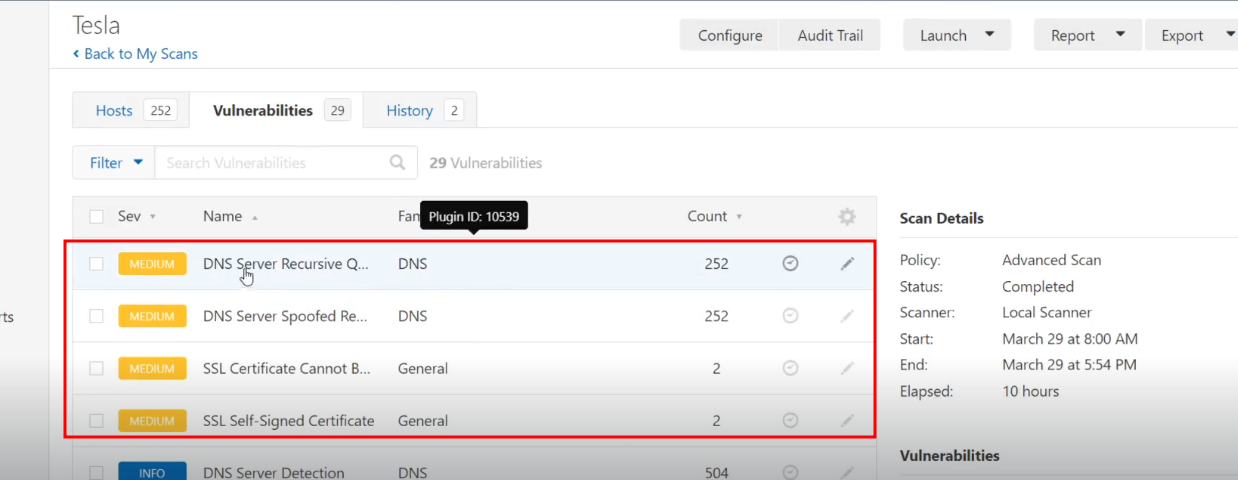 Tesla
Back to My Scans
Configure Audit Trail Launch Report Export
Hosts 252 Vulnerabilities 29 History 2
Filter Search Vulnerabilities 29 Vulnerabilities
Sev Name Fam Count
Plugin ID: 10539
MEDIUM DNS Server Recursive Q... DNS 252
MEDIUM DNS Server Spoofed Re... DNS 252
MEDIUM SSL Certificate Cannot B... General 2
MEDIUM SSL Self-Signed Certificate General 2
INFO DNS Server Detection DNS 504
rts
Scan Details
Policy: Advanced Scan
Status: Completed
Scanner: Local Scanner
Start: March 29 at 8:00 AM
End: March 29 at 5:54 PM
Elapsed: 10 hours
Vulnerabilities